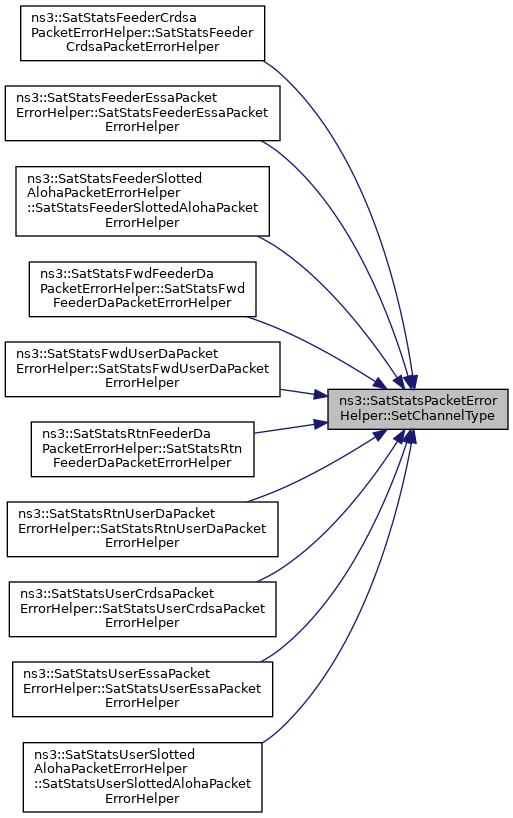 ns3::SatStatsFeederCrdsa
PacketErrorHelper::SatStatsFeeder
CrdsaPacketErrorHelper
ns3::SatStatsFeederEssaPacket
ErrorHelper::SatStatsFeederEssaPacket
ErrorHelper
ns3::SatStatsFeederSlotted
AlohaPacketErrorHelper
::SatStatsFeederSlottedAlohaPacket
ErrorHelper
ns3::SatStatsFwdFeederDa
PacketErrorHelper::SatStatsFwd
FeederDaPacketErrorHelper
ns3::SatStatsFwdUserDaPacket
ErrorHelper::SatStatsFwdUserDaPacket
ErrorHelper
ns3::SatStatsPacketError
Helper::SetChannelType
ns3::SatStatsRtnFeederDa
PacketErrorHelper::SatStatsRtn
FeederDaPacketErrorHelper
ns3::SatStatsRtnUserDaPacket
ErrorHelper::SatStatsRtnUserDaPacket
ErrorHelper
ns3::SatStatsUserCrdsaPacket
ErrorHelper::SatStatsUserCrdsaPacket
ErrorHelper
ns3::SatStatsUserEssaPacket
ErrorHelper::SatStatsUserEssaPacket
ErrorHelper
ns3::SatStatsUserSlotted
AlohaPacketErrorHelper
::SatStatsUserSlottedAlohaPacket
ErrorHelper